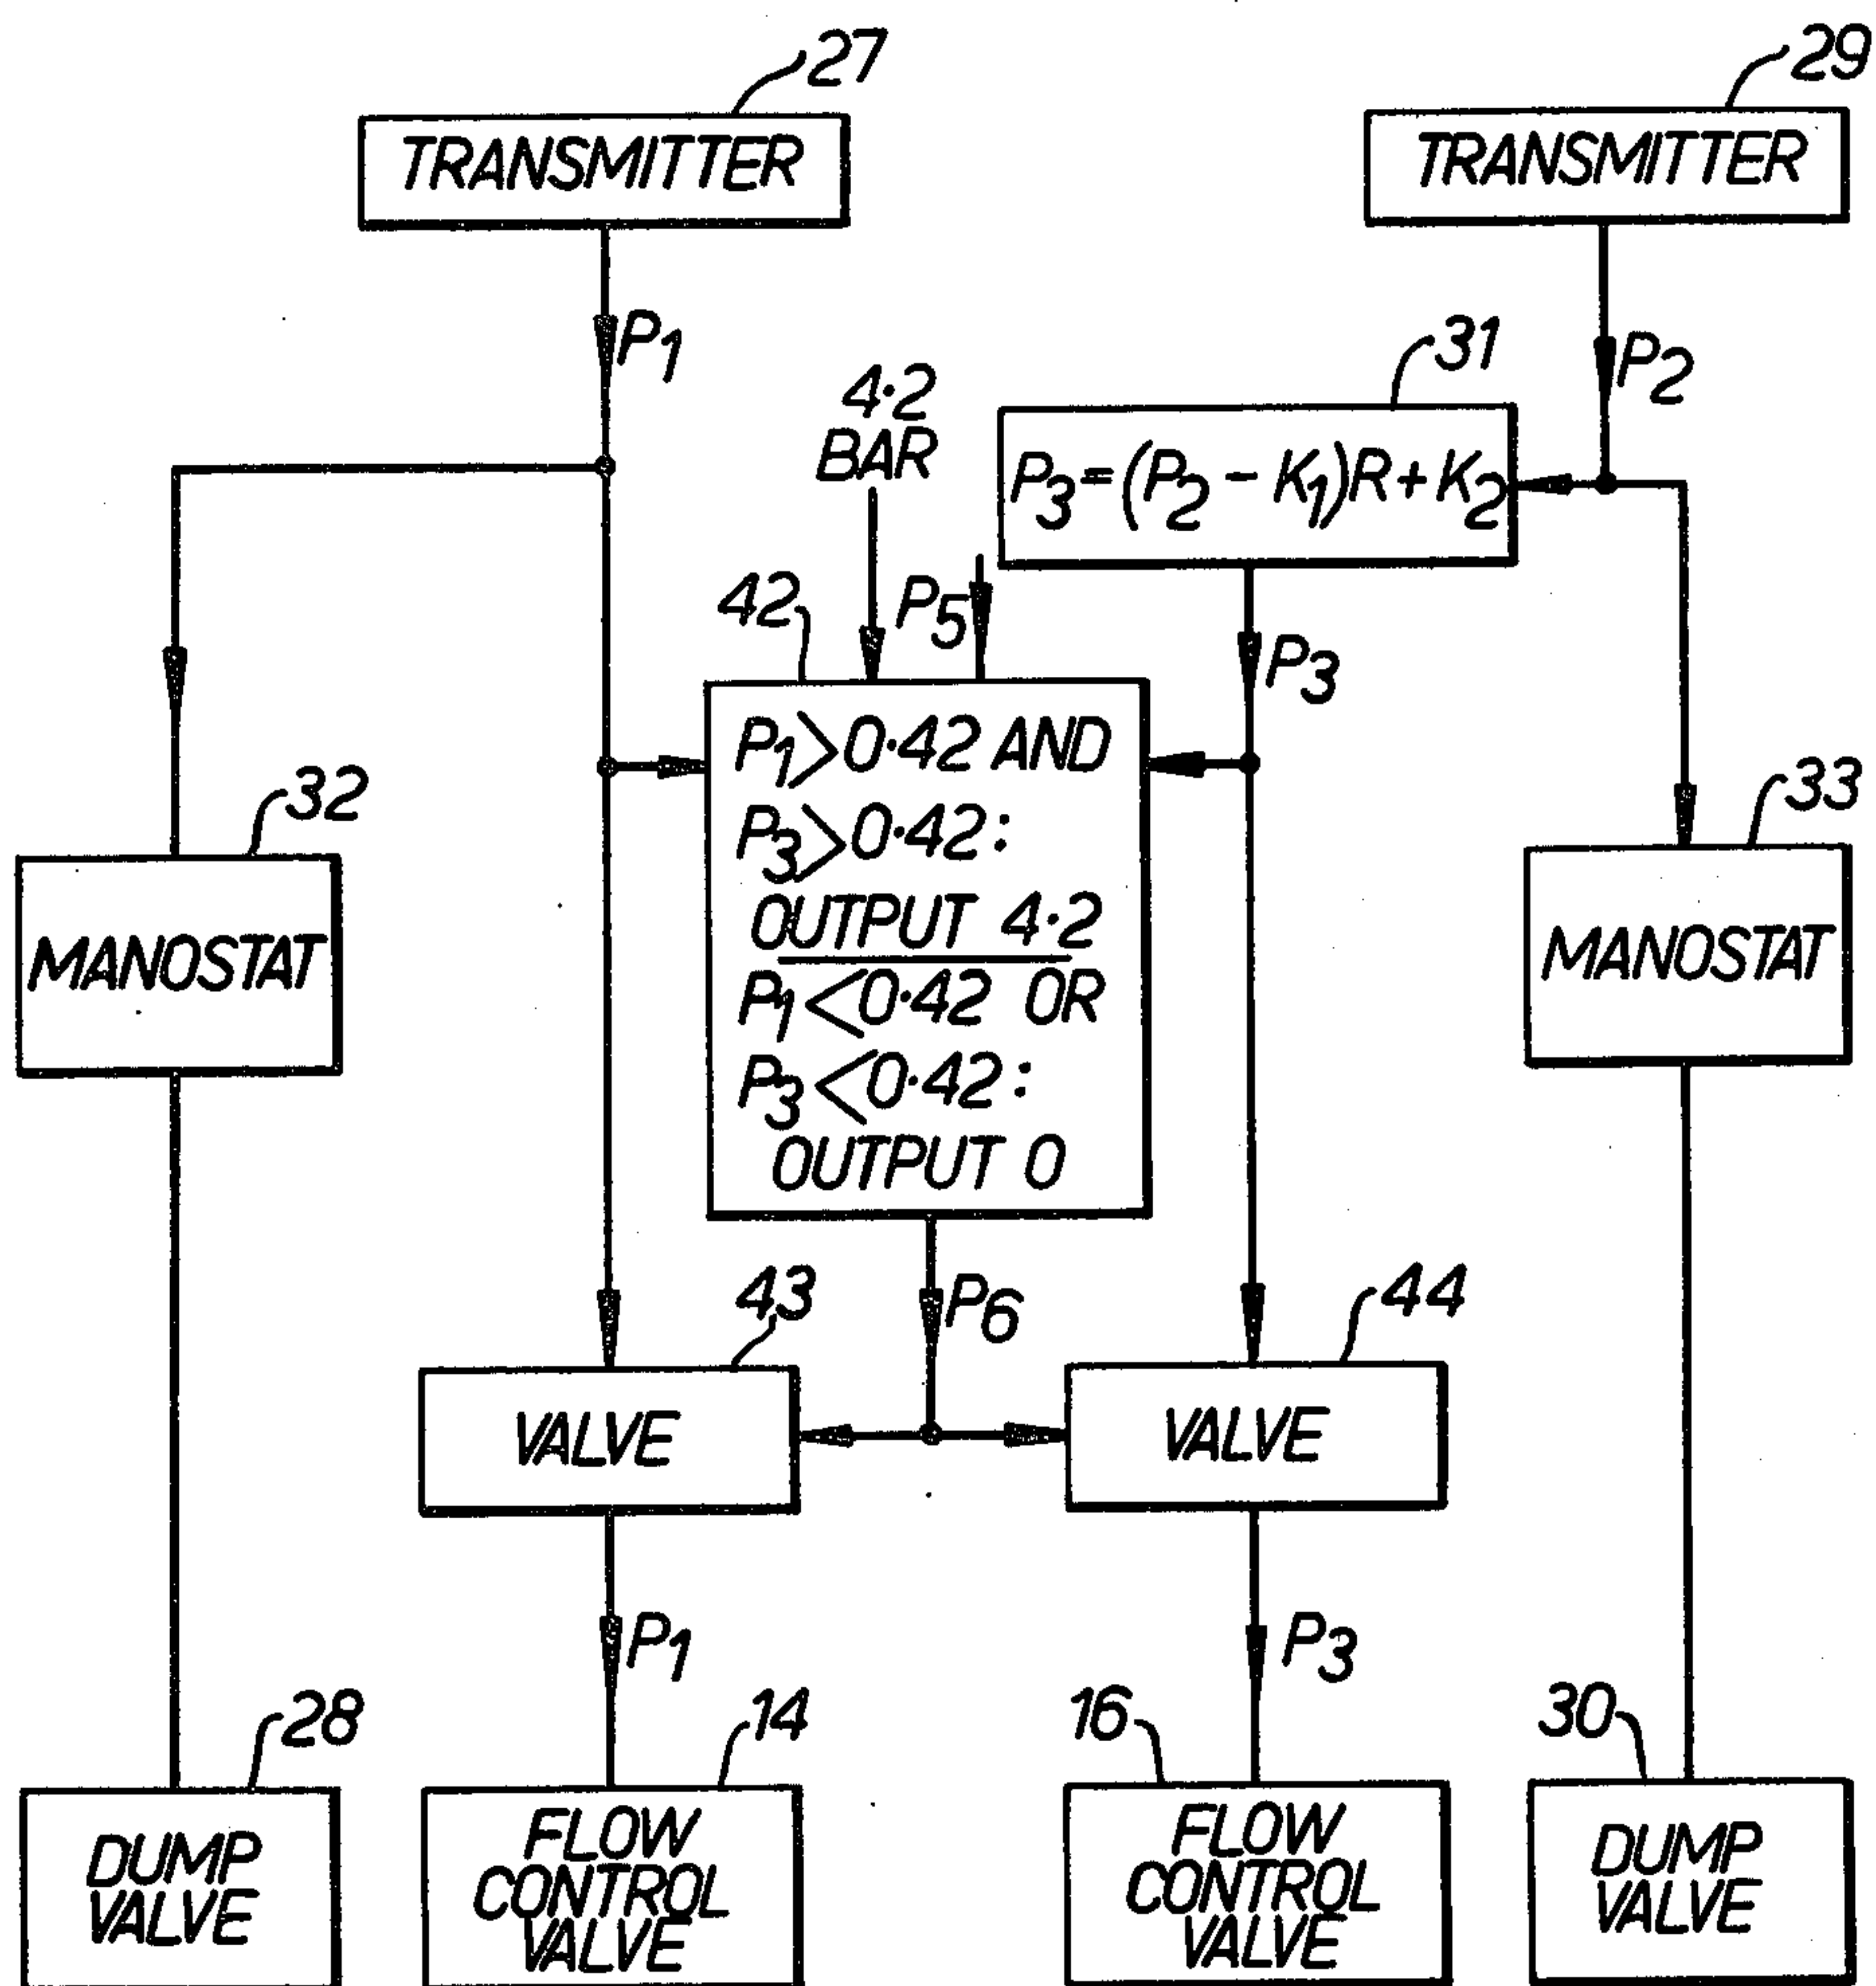 27
29
TRANSMITTER
TRANSMITTER
P1
P2
4·2
BAR
31
P3=(P2-K1)R+K2
42
P5
P3
P1>0·42 AND
P3>0·42:
OUTPUT 4·2
P1<0·42 OR
P3<0·42:
OUTPUT 0
32
33
MANOSTAT
MANOSTAT
43
P6
44
VALVE
VALVE
P1
P3
28
14
16
30
DUMP
VALVE
FLOW
CONTROL
VALVE
FLOW
CONTROL
VALVE
DUMP
VALVE